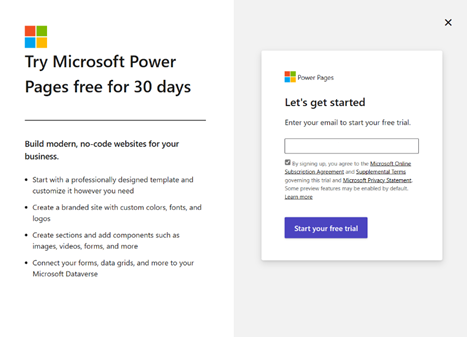 Try Microsoft Power
Pages free for 30 days
Build modern, no-code websites for your
business.
• Start with a professionally designed template and
customize it however you need
• Create a branded site with custom colors, fonts, and
logos
• Create sections and add components such as
images, videos, forms, and more
• Connect your forms, data grids, and more to your
Microsoft Dataverse
Power Pages
Let's get started
Enter your email to start your free trial.
By signing up, you agree to the Microsoft Online
Subscription Agreement and Supplemental Terms
governing this trial and Microsoft Privacy Statement.
Some preview features may be enabled by default.
Learn more
Start your free trial